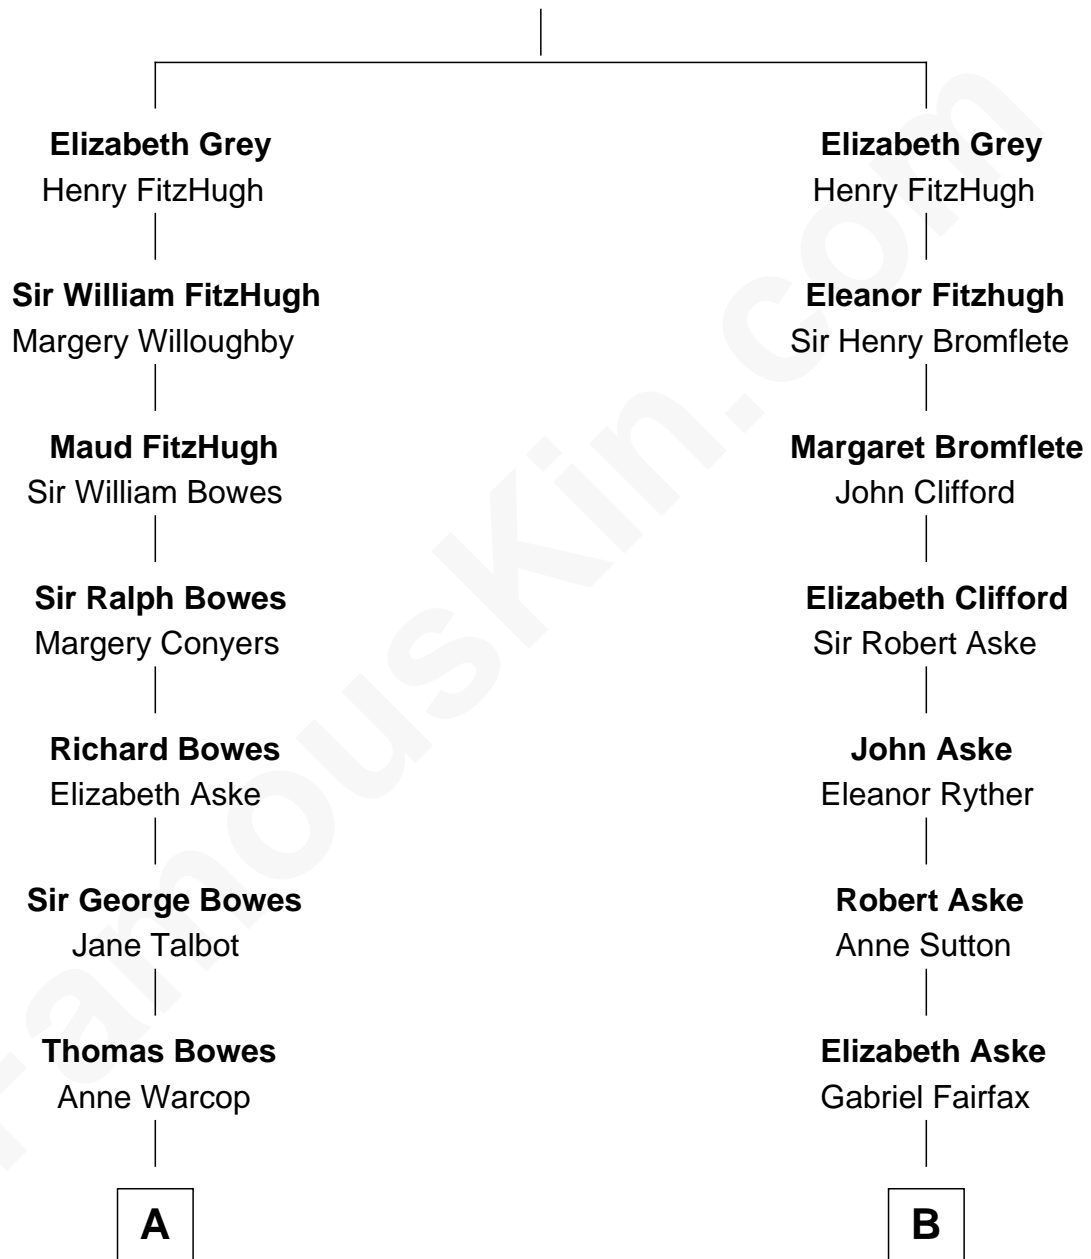 Elizabeth Grey
Henry FitzHugh
Sir William FitzHugh
Margery Willoughby
Maud FitzHugh
Sir William Bowes
Sir Ralph Bowes
Margery Conyers
Richard Bowes
Elizabeth Aske
Sir George Bowes
Jane Talbot
Thomas Bowes
Anne Warcop
A
Elizabeth Grey
Henry FitzHugh
Eleanor Fitzhugh
Sir Henry Bromflete
Margaret Bromflete
John Clifford
Elizabeth Clifford
Sir Robert Aske
John Aske
Eleanor Ryther
Robert Aske
Anne Sutton
Elizabeth Aske
Gabriel Fairfax
B
FamousKin.com